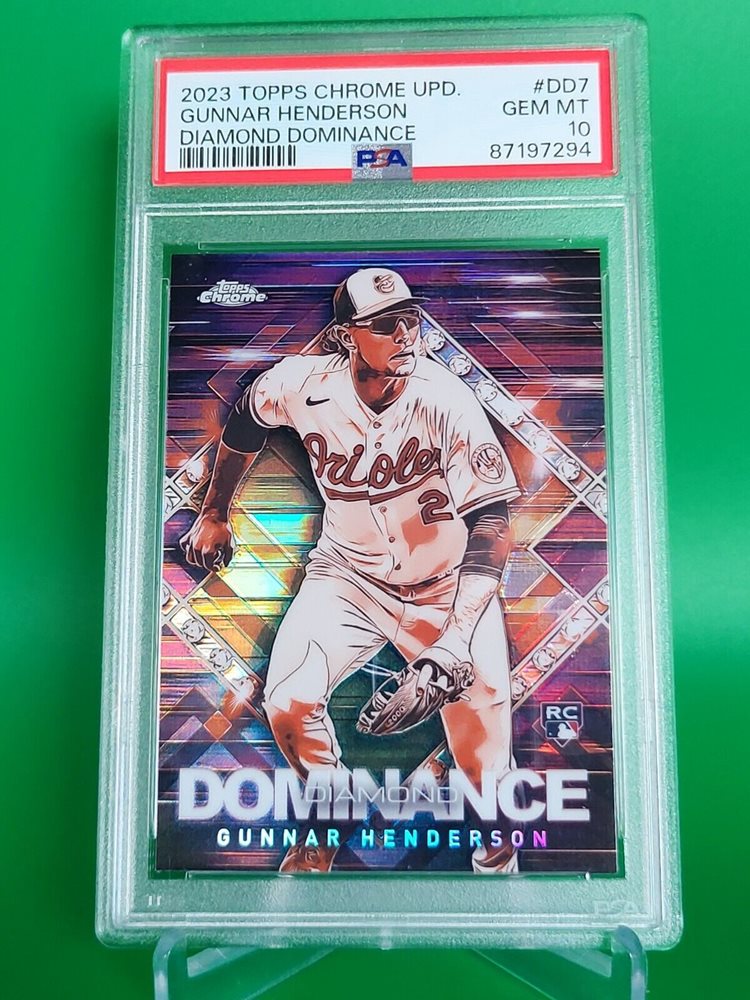 2023 TOPPS CHROME UPD. #DD7
GUNNAR HENDERSON GEM MT
DIAMOND DOMINANCE 10
PSA 87197294
Topps
Chrome
Orioles
2
RC
DOMINANCE
DIAMOND
GUNNAR HENDERSON
PSA